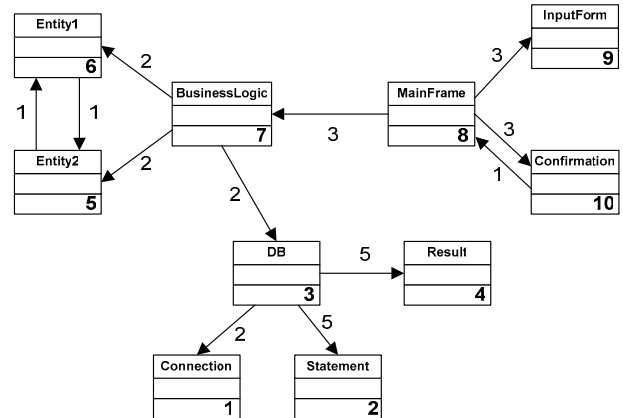 Entity1
6
InputForm
9
2
3
BusinessLogic
7
MainFrame
8
3
1
1
3
Entity2
5
2
1
Confirmation
10
2
DB
3
5
Result
4
2
5
Connection
1
Statement
2